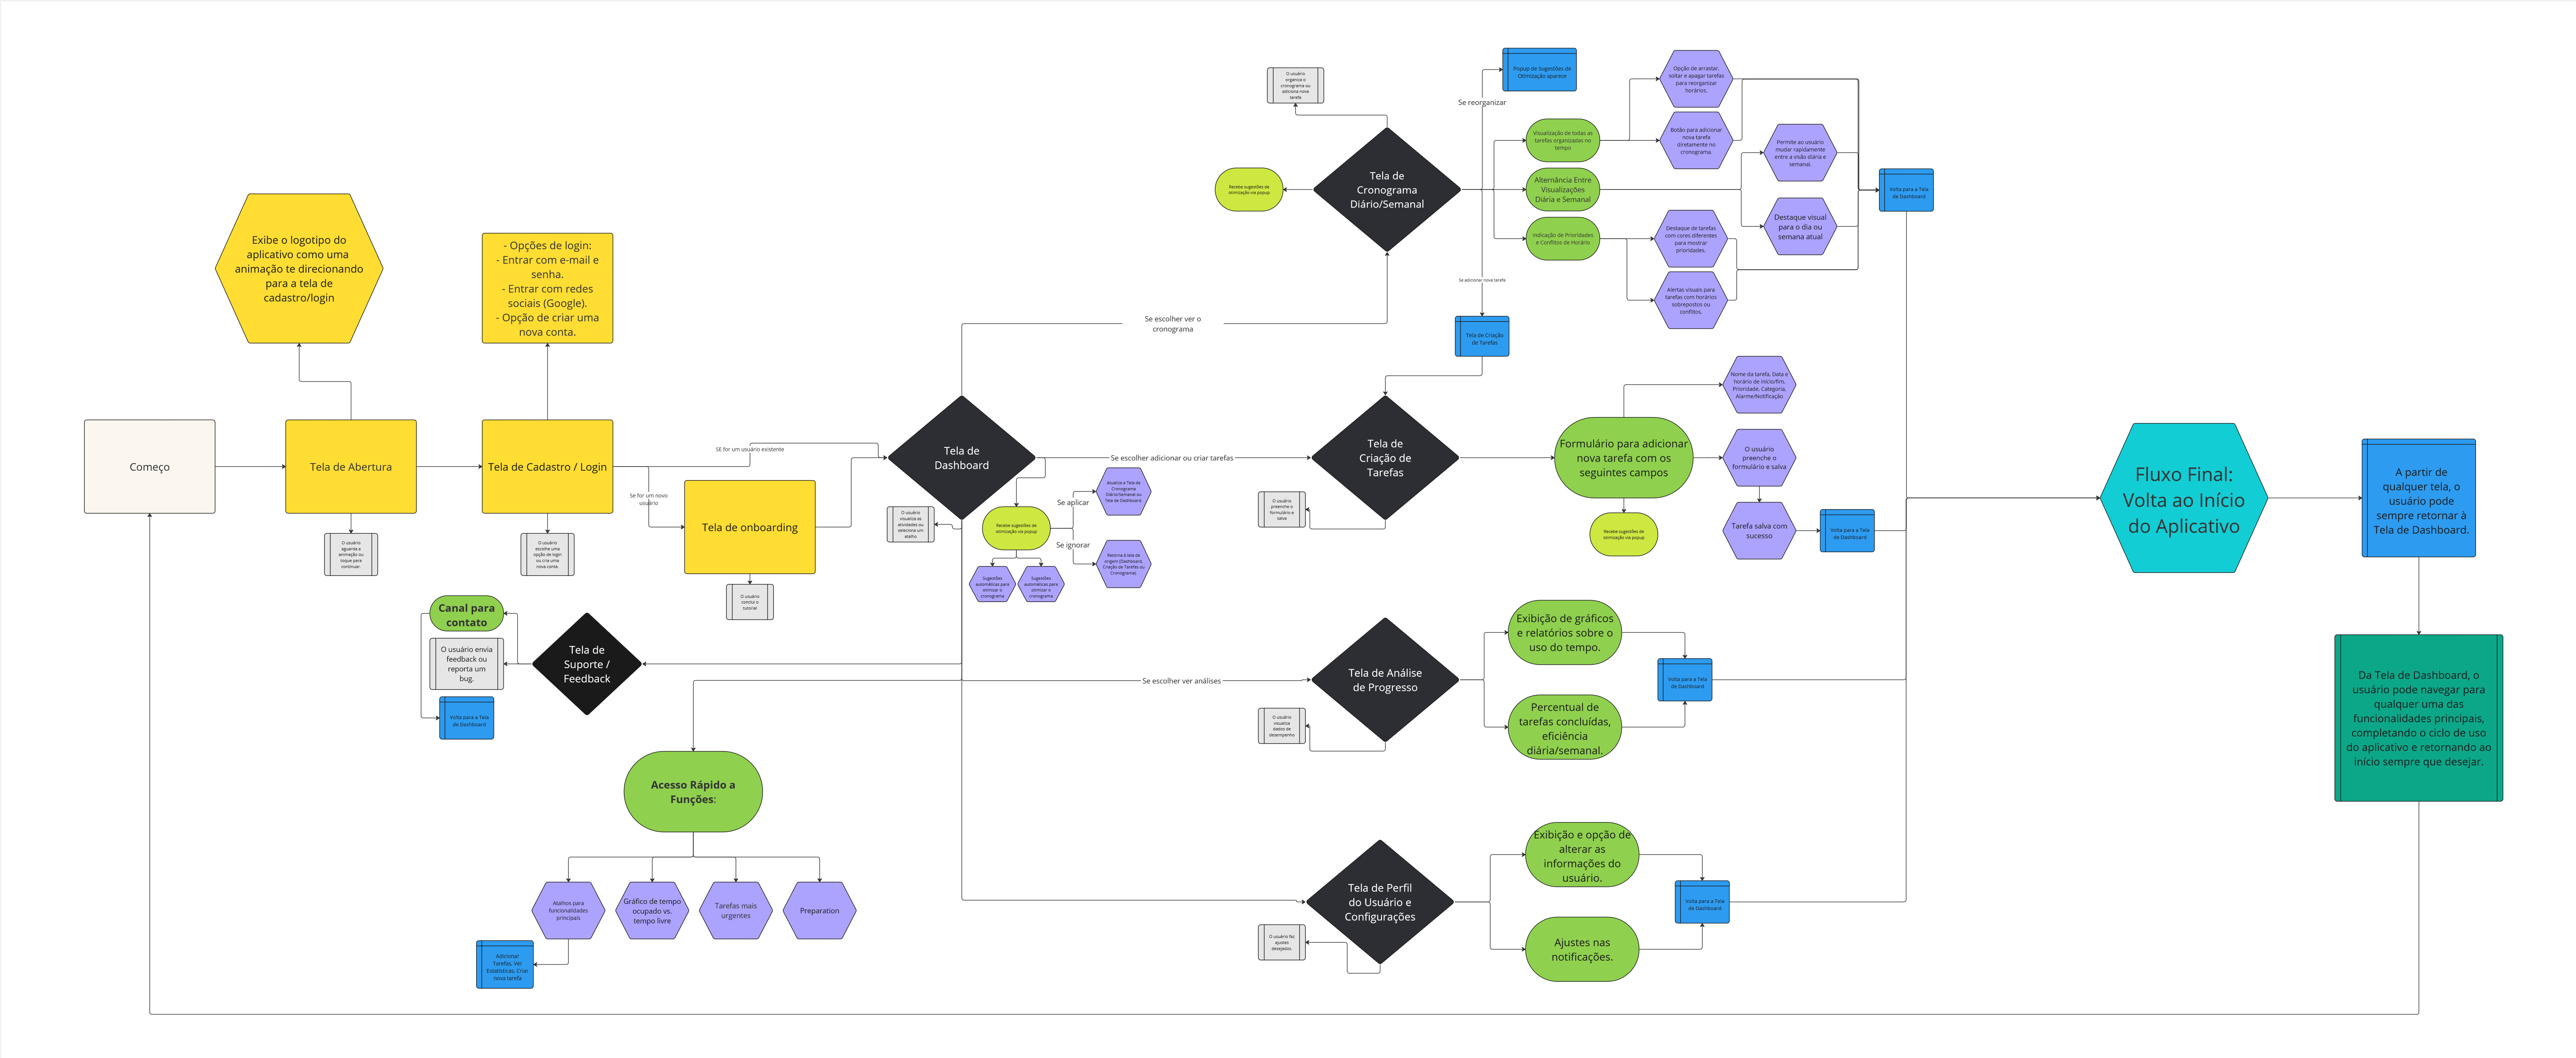 Começo
Tela de Abertura
Exibe o logotipo do
aplicativo como uma
animação te direcionando
para a tela de
cadastro/login
O usuário
aguarda a
animação ou
toque para
continuar.
Tela de Cadastro / Login
- Opções de login:
- Entrar com e-mail e
senha.
- Entrar com redes
sociais (Google).
- Opção de criar uma
nova conta.
O usuário
escolhe uma
opção de login
ou cria uma
nova conta.
SE for um usuário existente
Se for um novo
usuário
Tela de onboarding
O usuário
conclui o
tutorial
Tela de
Dashboard
O usuário
visualiza as
atividades ou
seleciona um
atalho
Recebe sugestões de
otimização via popup
Sugestões
automáticas para
otimizar o
cronograma
Sugestões
automáticas para
otimizar o
cronograma
Se aplicar
Atualiza a Tela de
Cronograma
Diário/Semanal ou
Tela de Dashboard.
Se ignorar
Retorna à tela de
origem (Dashboard,
Criação de Tarefas ou
Cronograma).
Se escolher ver o
cronograma
Tela de
Cronograma
Diário/Semanal
O usuário
organiza o
cronograma ou
adiciona nova
tarefa
Recebe sugestões de
otimização via popup
Se reorganizar
Popup de Sugestões de
Otimização aparece
Visualização de todas as
tarefas organizadas no
tempo
Opção de arrastar,
soltar e apagar tarefas
para reorganizar
horários.
Botão para adicionar
nova tarefa
diretamente no
cronograma.
Alternância Entre
Visualizações
Diária e Semanal
Permite ao usuário
mudar rapidamente
entre a visão diária e
semanal.
Destaque visual
para o dia ou
semana atual
Indicação de Prioridades
e Conflitos de Horário
Destaque de tarefas
com cores diferentes
para mostrar
prioridades.
Alertas visuais para
tarefas com horários
sobrepostos ou
conflitos.
Volta para a Tela
de Dashboard
Se adicionar nova tarefa
Tela de Criação
de Tarefas
Se escolher adicionar ou criar tarefas
Tela de
Criação de
Tarefas
O usuário
preenche o
formulário e
salva
Formulário para adicionar
nova tarefa com os
seguintes campos
Nome da tarefa, Data e
horário de início/fim,
Prioridade, Categoria,
Alarme/Notificação
O usuário
preenche o
formulário e salva
Tarefa salva com
sucesso
Recebe sugestões de
otimização via popup
Volta para a Tela
de Dashboard
Tela de
Suporte /
Feedback
Canal para
contato
O usuário envia
feedback ou
reporta um
bug.
Volta para a Tela
de Dashboard
Se escolher ver análises
Tela de Análise
de Progresso
O usuário
visualiza
dados de
desempenho
Exibição de gráficos
e relatórios sobre o
uso do tempo.
Percentual de
tarefas concluídas,
eficiência
diária/semanal.
Volta para a Tela
de Dashboard
Acesso Rápido a
Funções:
Atalhos para
funcionalidades
principais
Gráfico de tempo
ocupado vs.
tempo livre
Tarefas mais
urgentes
Preparation
Adicionar
Tarefas, Ver
Estatísticas, Criar
nova tarefa
Tela de Perfil
do Usuário e
Configurações
O usuário faz
ajustes
desejados.
Exibição e opção de
alterar as
informações do
usuário.
Ajustes nas
notificações.
Volta para a Tela
de Dashboard
Fluxo Final:
Volta ao Início
do Aplicativo
A partir de
qualquer tela, o
usuário pode
sempre retornar à
Tela de Dashboard.
Da Tela de Dashboard, o
usuário pode navegar para
qualquer uma das
funcionalidades principais,
completando o ciclo de uso
do aplicativo e retornando ao
início sempre que desejar.